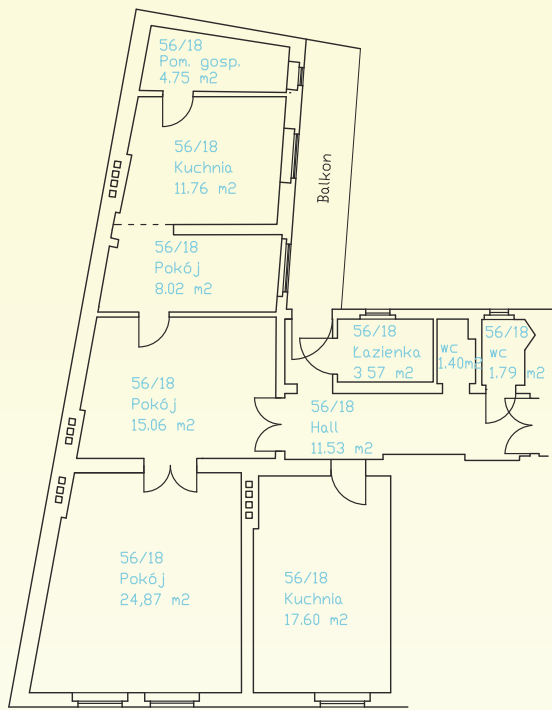 56/18
Pom. gosp.
4.75 m2
56/18
Kuchnia
11.76 m2
Balkon
56/18
Pokój
8.02 m2
56/18
Łazienka
3 57 m2
wc
1.40m2
56/18
wc
1.79 m2
56/18
Pokój
15.06 m2
56/18
Hall
11.53 m2
56/18
Pokój
24,87 m2
56/18
Kuchnia
17.60 m2